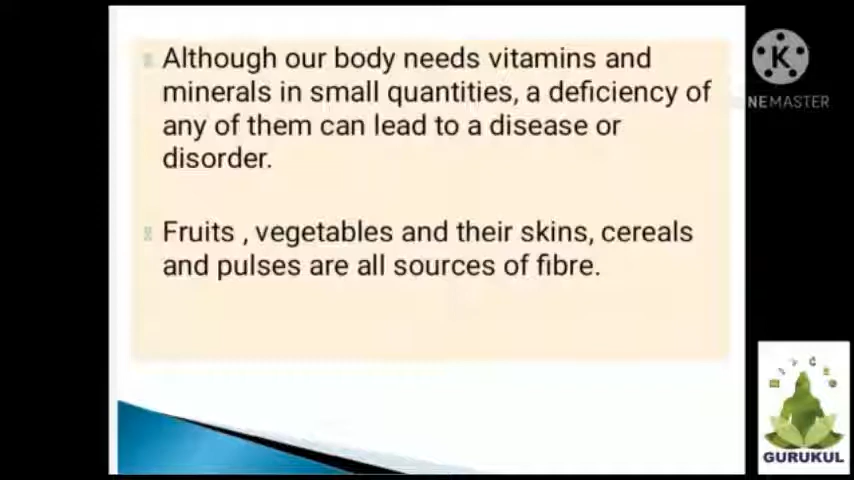 Although our body needs vitamins and
minerals in small quantities, a deficiency of
any of them can lead to a disease or
disorder.
Fruits , vegetables and their skins, cereals
and pulses are all sources of fibre.
K
NEMASTER
GURUKUL